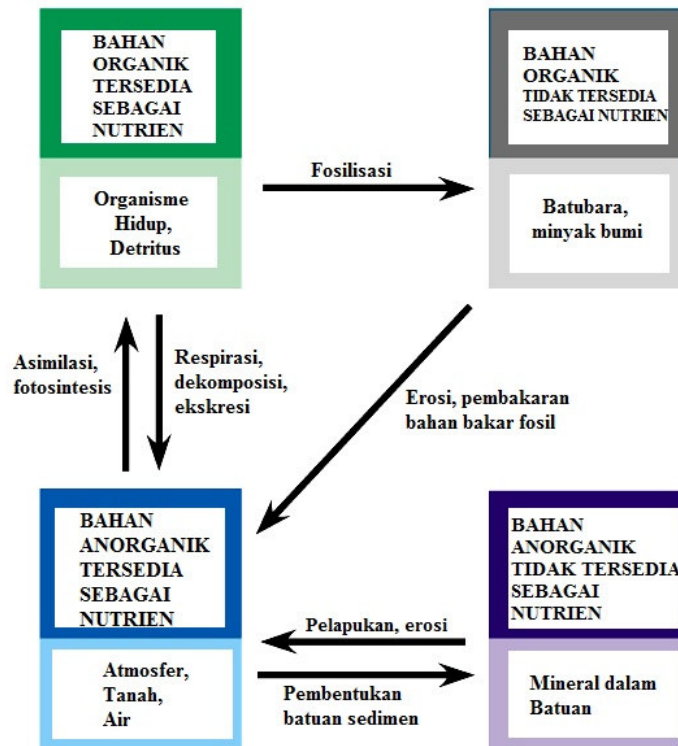 BAHAN
ORGANIK
TERSEDIA
SEBAGAI
NUTRIEN
Organisme
Hidup,
Detritus
Fosilisasi
BAHAN
ORGANIK
TIDAK TERSEDIA
SEBAGAI NUTRIEN
Batubara,
minyak bumi
Asimilasi,
fotosintesis
Respirasi,
dekomposisi,
ekskresi
Erosi, pembakaran
bahan bakar fosil
BAHAN
ANORGANIK
TERSEDIA
SEBAGAI
NUTRIEN
Atmosfer,
Tanah,
Air
Pelapukan, erosi
Pembentukan
batuan sedimen
BAHAN
ANORGANIK
TIDAK TERSEDIA
SEBAGAI
NUTRIEN
Mineral dalam
Batuan